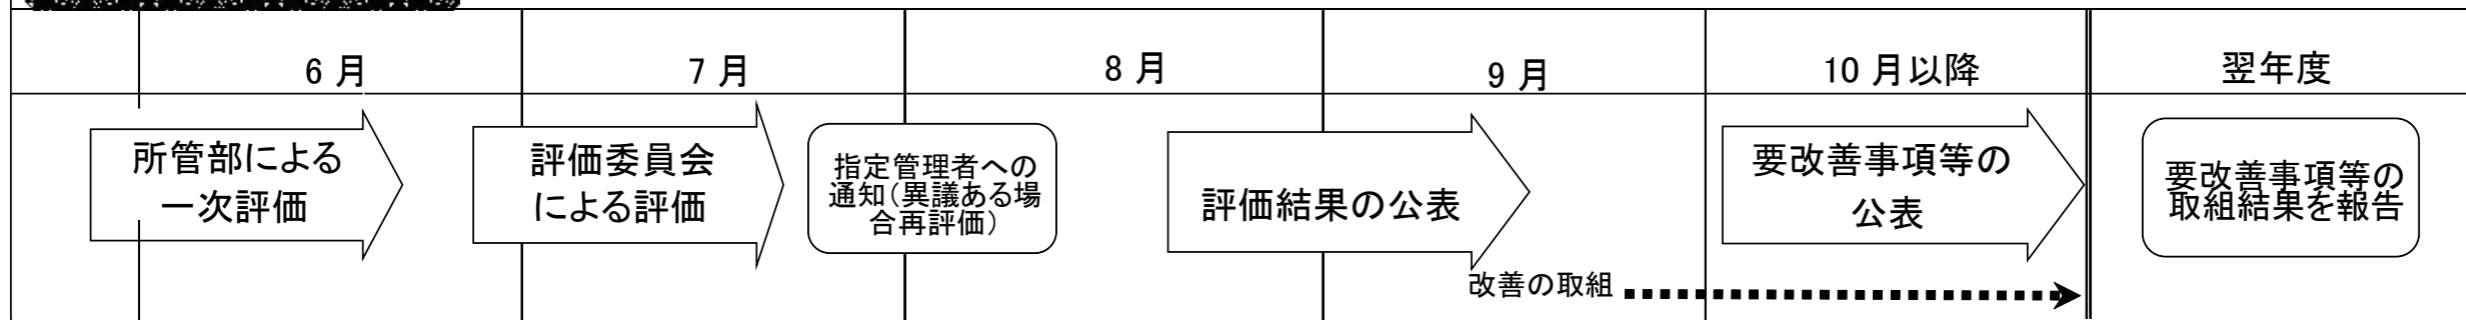 6 月
7 月
8 月
9 月
10 月以降
翌年度
所管部による
一次評価
評価委員会
による評価
指定管理者への
通知（異議ある場
合再評価）
評価結果の公表
要改善事項等の
公表
要改善事項等の
取組結果を報告
改善の取組